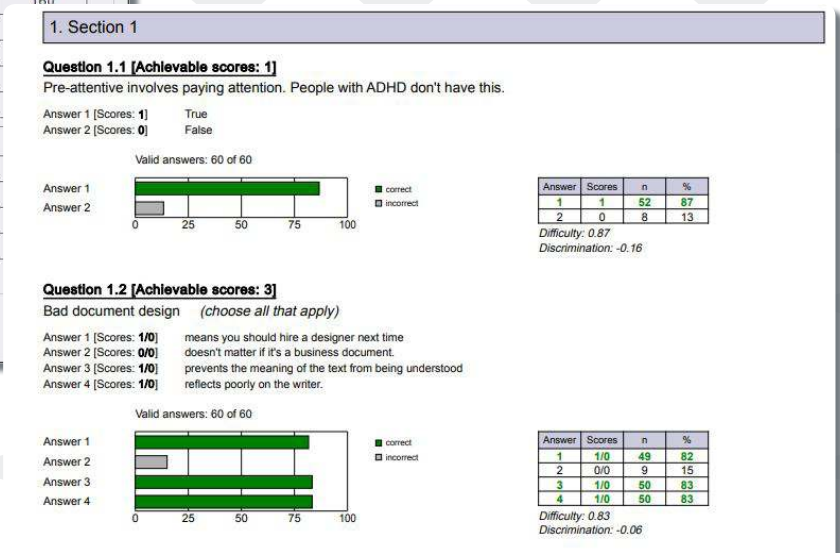 1. Section 1
Question 1.1 [Achievable scores: 1]
Pre-attentive involves paying attention. People with ADHD don't have this.
Answer 1 [Scores: 1] True
Answer 2 [Scores: 0] False
Valid answers: 60 of 60
Answer 1
Answer 2
0 25 50 75 100
correct
incorrect
Answer Scores n %
1 1 52 87
2 0 8 13
Difficulty: 0.87
Discrimination: -0.16
Question 1.2 [Achievable scores: 3]
Bad document design (choose all that apply)
Answer 1 [Scores: 1/0] means you should hire a designer next time
Answer 2 [Scores: 0/0] doesn't matter if it's a business document.
Answer 3 [Scores: 1/0] prevents the meaning of the text from being understood
Answer 4 [Scores: 1/0] reflects poorly on the writer.
Valid answers: 60 of 60
Answer 1
Answer 2
Answer 3
Answer 4
0 25 50 75 100
correct
incorrect
Answer Scores n %
1 1/0 49 82
2 0/0 9 15
3 1/0 50 83
4 1/0 50 83
Difficulty: 0.83
Discrimination: -0.06